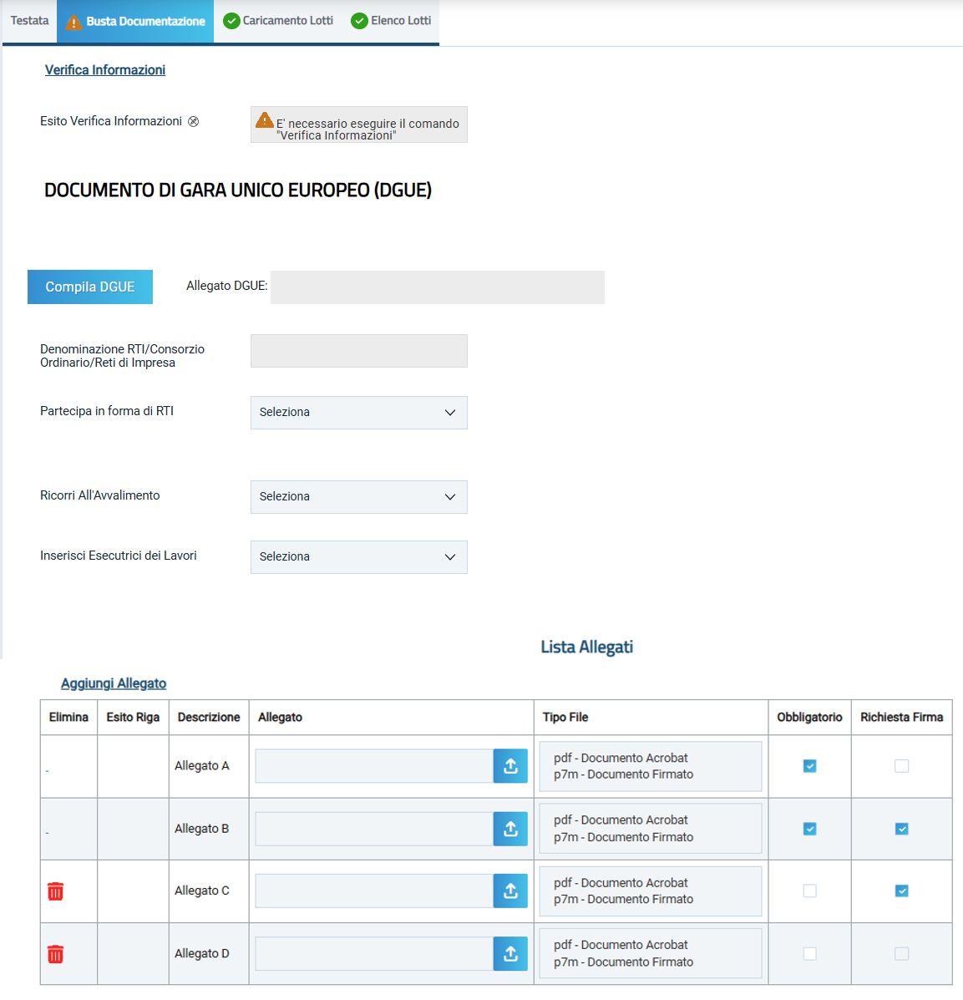 Testata
Busta Documentazione
Caricamento Lotti
Elenco Lotti
Verifica Informazioni
Esito Verifica Informazioni
E' necessario eseguire il comando
"Verifica Informazioni"
DOCUMENTO DI GARA UNICO EUROPEO (DGUE)
Compila DGUE
Allegato DGUE:
Denominazione RTI/Consorzio
Ordinario/Reti di Impresa
Partecipa in forma di RTI
Seleziona
Ricorri All'Avvalimento
Seleziona
Inserisci Esecutrici dei Lavori
Seleziona
Lista Allegati
Aggiungi Allegato
Elimina
Esito Riga
Descrizione
Allegato
Tipo File
Obbligatorio
Richiesta Firma
-
Allegato A
pdf - Documento Acrobat
p7m - Documento Firmato
-
Allegato B
pdf - Documento Acrobat
p7m - Documento Firmato
Allegato C
pdf - Documento Acrobat
p7m - Documento Firmato
Allegato D
pdf - Documento Acrobat
p7m - Documento Firmato